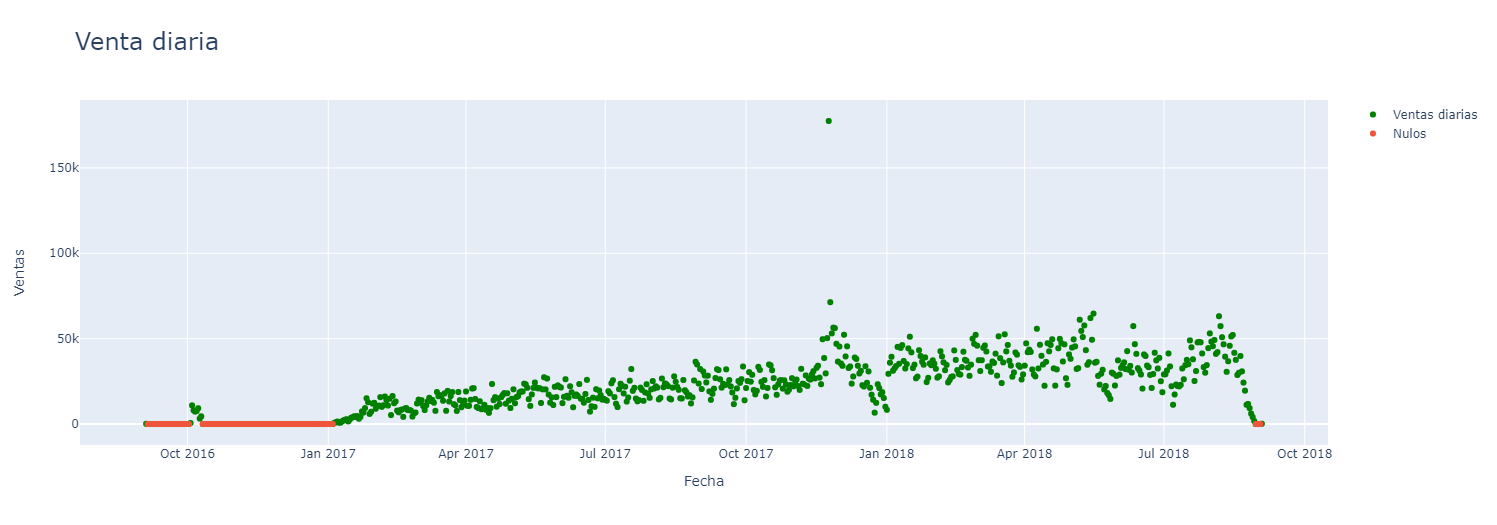 Venta diaria
Ventas diarias
Nulos
150k
100k
50k
0
Ventas
Oct 2016
Jan 2017
Apr 2017
Jul 2017
Oct 2017
Jan 2018
Apr 2018
Jul 2018
Oct 2018
Fecha